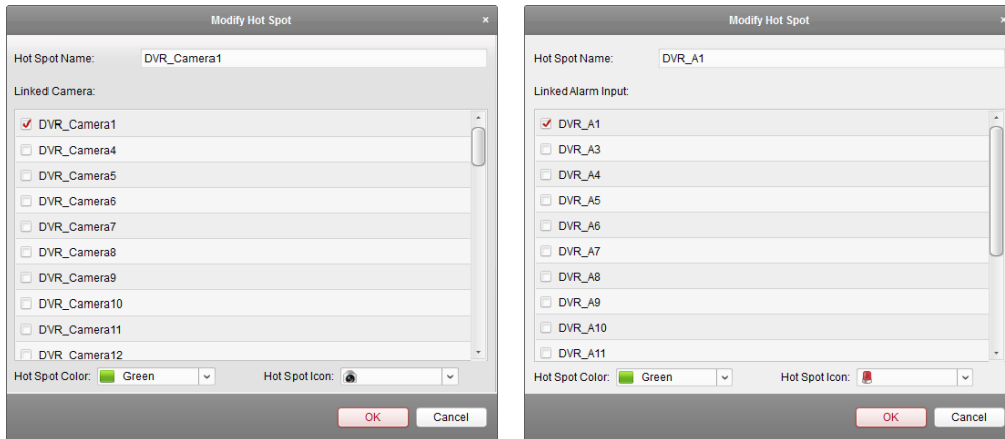 Modify Hot Spot ×
Hot Spot Name: DVR_Camera1
Linked Camera:
DVR_Camera1
DVR_Camera4
DVR_Camera5
DVR_Camera6
DVR_Camera7
DVR_Camera8
DVR_Camera9
DVR_Camera10
DVR_Camera11
DVR_Camera12
Hot Spot Color: Green Hot Spot Icon:
OK Cancel
Modify Hot Spot ×
Hot Spot Name: DVR_A1
Linked Alarm Input:
DVR_A1
DVR_A3
DVR_A4
DVR_A5
DVR_A6
DVR_A7
DVR_A8
DVR_A9
DVR_A10
DVR_A11
Hot Spot Color: Green Hot Spot Icon:
OK Cancel